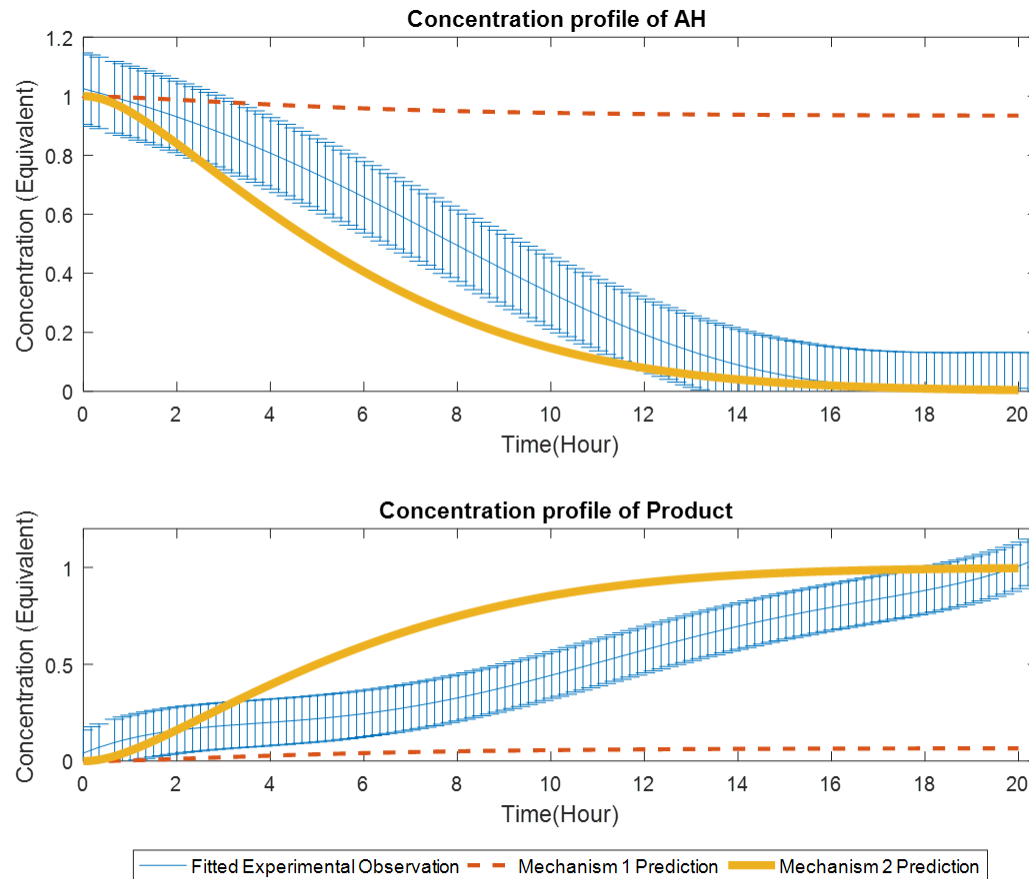 Concentration profile of AH
1.2
1
0.8
0.6
0.4
0.2
0
Concentration (Equivalent)
0 2 4 6 8 10 12 14 16 18 20
Time(Hour)
Concentration profile of Product
1
0.5
0
Concentration (Equivalent)
0 2 4 6 8 10 12 14 16 18 20
Time(Hour)
Fitted Experimental Observation Mechanism 1 Prediction Mechanism 2 Prediction